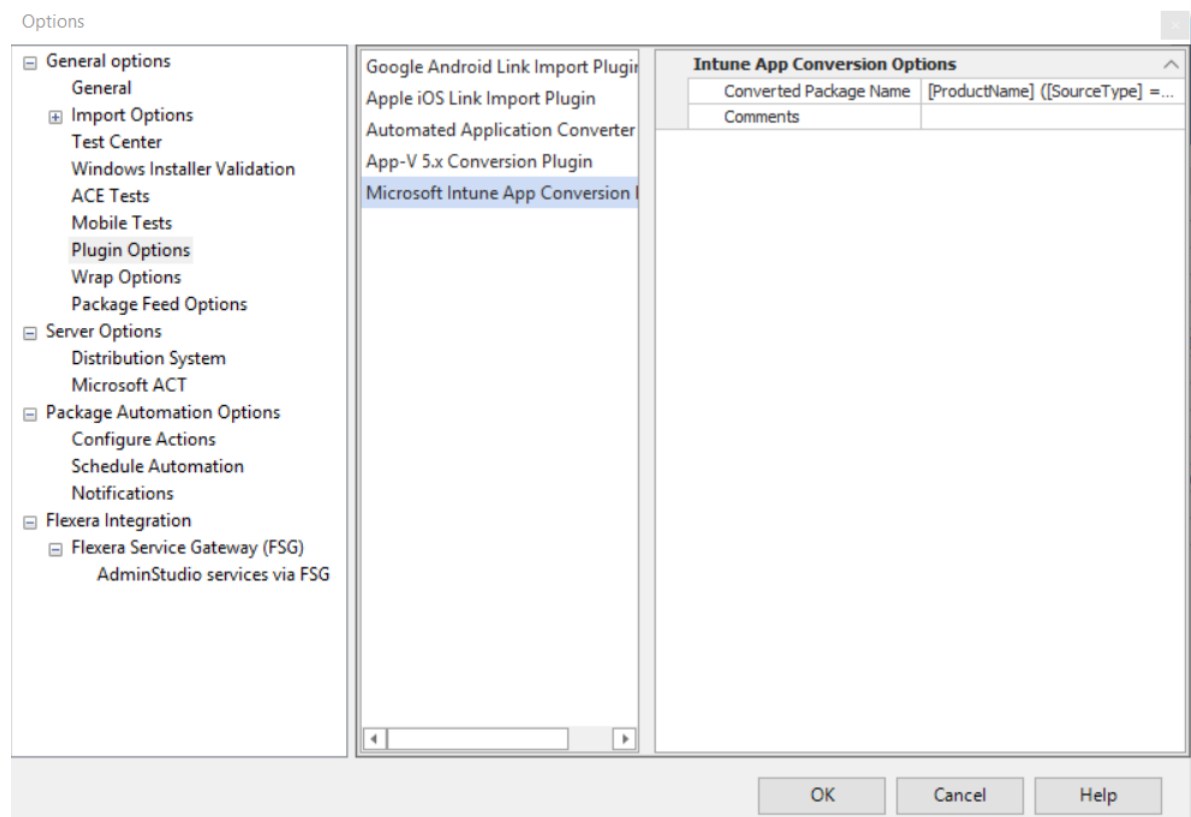 Options
General options
General
Import Options
Test Center
Windows Installer Validation
ACE Tests
Mobile Tests
Plugin Options
Wrap Options
Package Feed Options
Server Options
Distribution System
Microsoft ACT
Package Automation Options
Configure Actions
Schedule Automation
Notifications
Flexera Integration
Flexera Service Gateway (FSG)
AdminStudio services via FSG
Google Android Link Import Plugin
Apple iOS Link Import Plugin
Automated Application Converter
App-V 5.x Conversion Plugin
Microsoft Intune App Conversion
Intune App Conversion Options
Converted Package Name [ProductName] ([SourceType] =...
Comments
OK Cancel Help